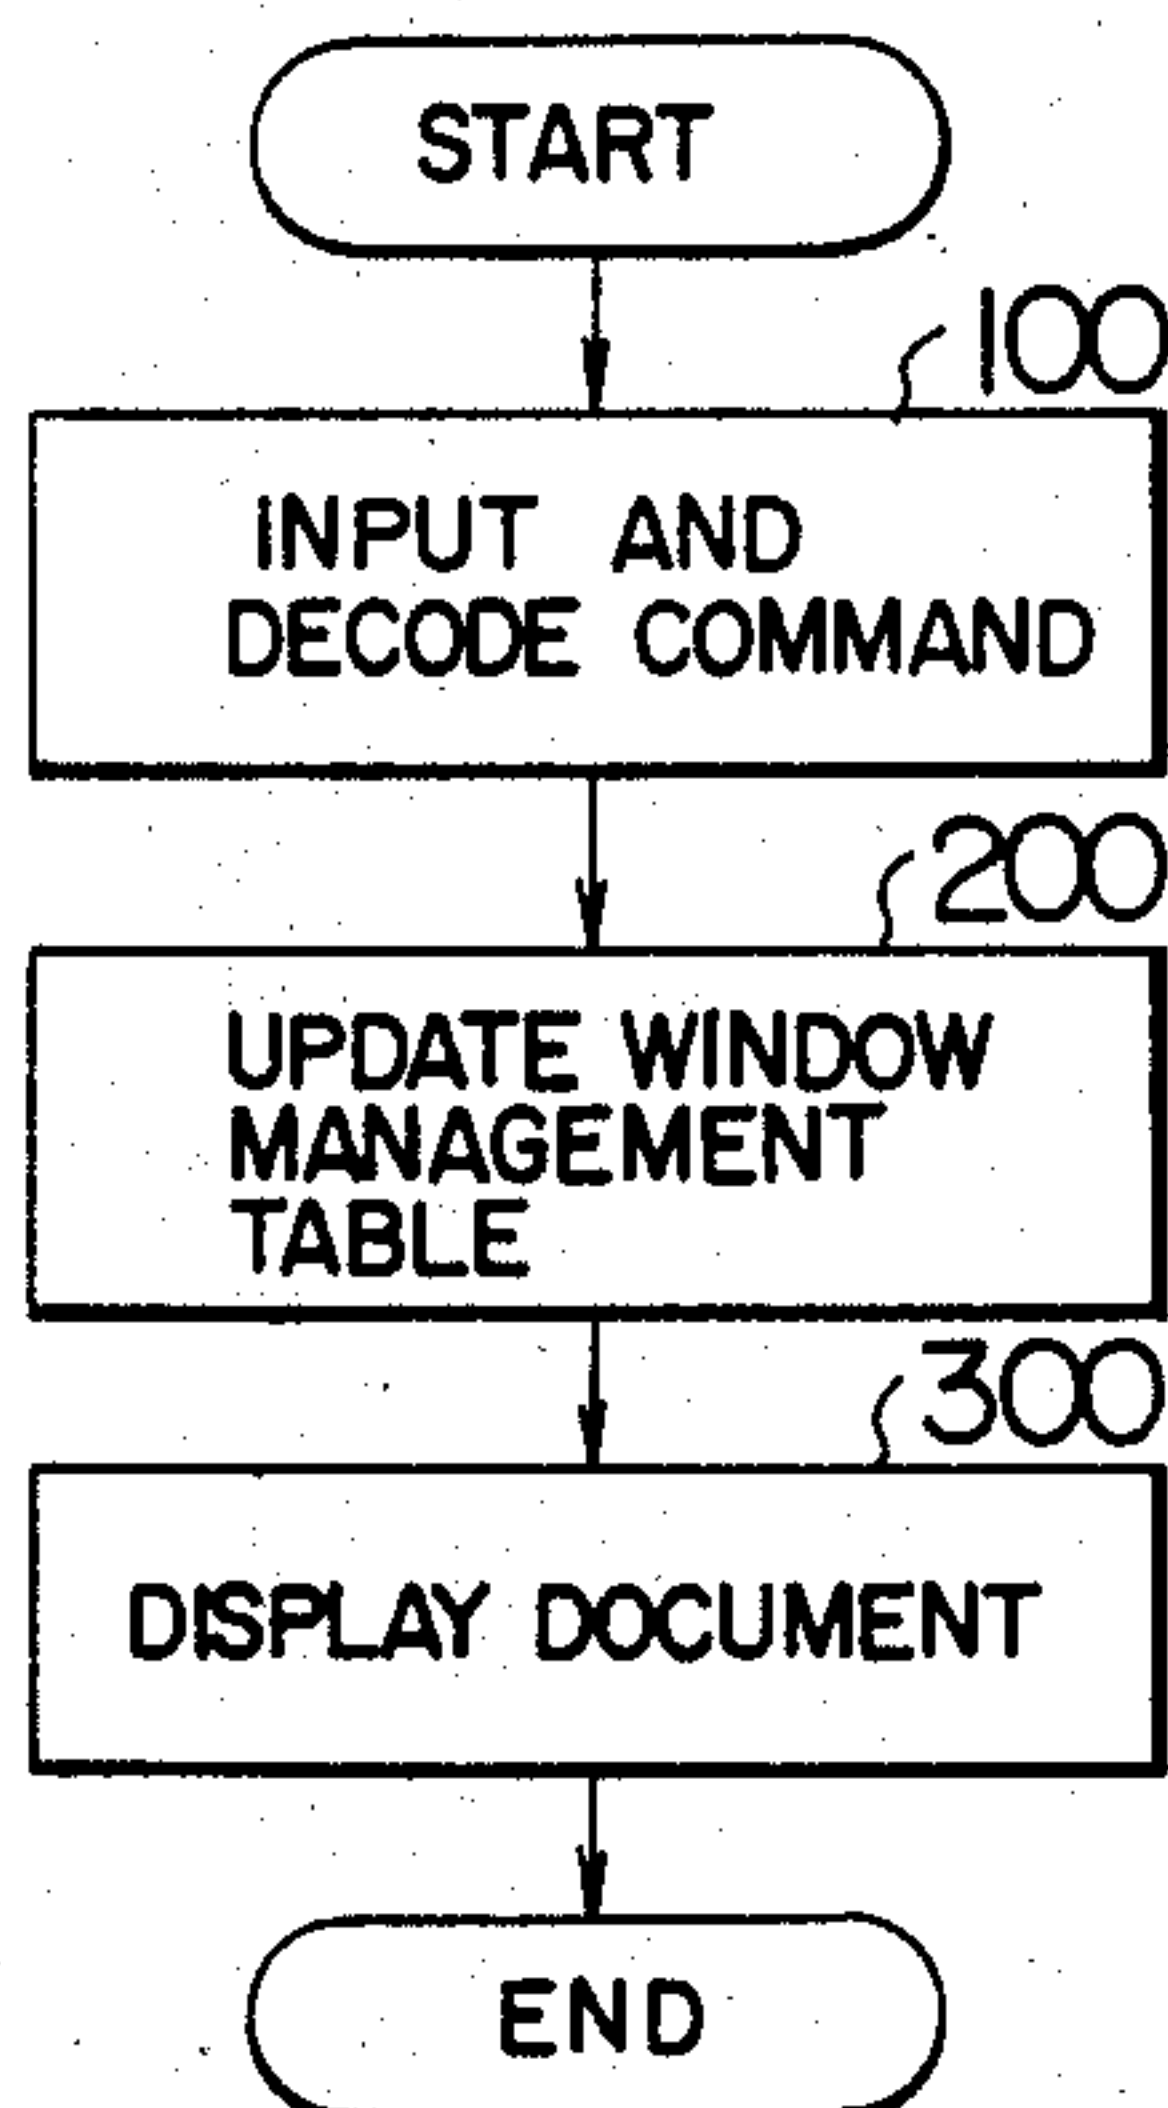 START
100
INPUT AND
DECODE COMMAND
200
UPDATE WINDOW
MANAGEMENT
TABLE
300
DISPLAY DOCUMENT
END